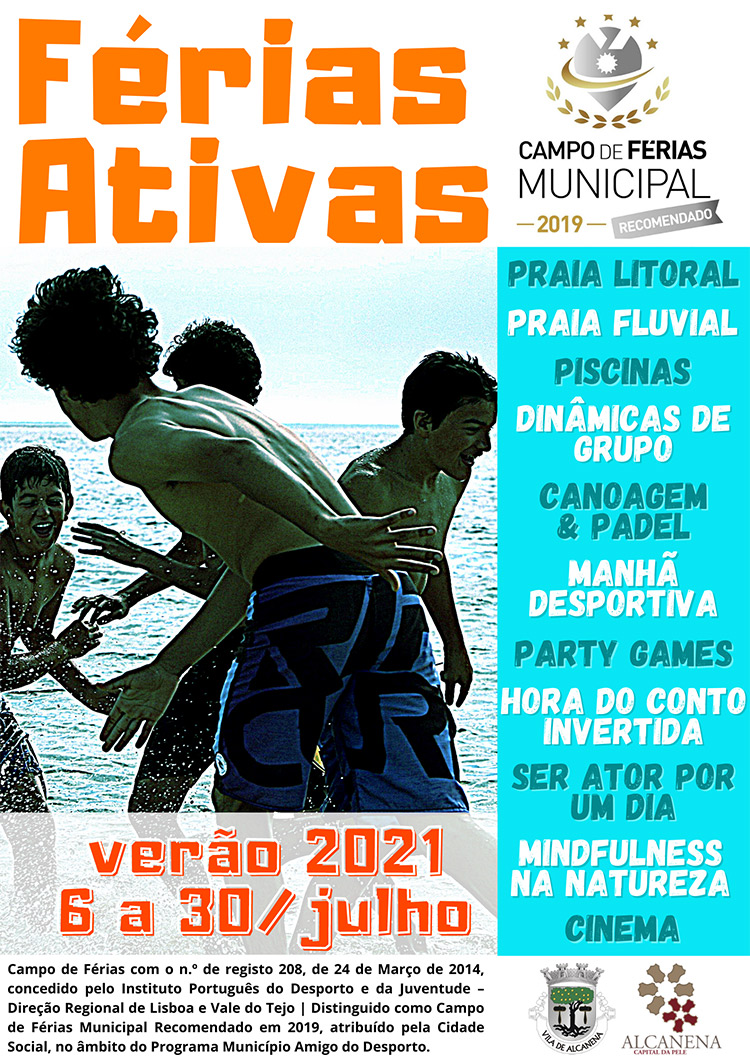 Férias
Ativas
CAMPO DE FÉRIAS
MUNICIPAL
2019
RECOMENDADO
PRAIA LITORAL
PRAIA FLUVIAL
PISCINAS
DINÂMICAS DE
GRUPO
CANOAGEM
& PADEL
MANHÃ
DESPORTIVA
PARTY GAMES
HORA DO CONTO
INVERTIDA
SER ATOR POR
UM DIA
MINDFULNESS
NA NATUREZA
CINEMA
verão 2021
6 a 30/julho
Campo de Férias com o n.º de registo 208, de 24 de Março de 2014,
concedido pelo Instituto Português do Desporto e da Juventude –
Direção Regional de Lisboa e Vale do Tejo | Distinguido como Campo
de Férias Municipal Recomendado em 2019, atribuído pela Cidade
Social, no âmbito do Programa Município Amigo do Desporto.
VILA DE ALCANENA
ALCANENA
CAPITAL DA PELE